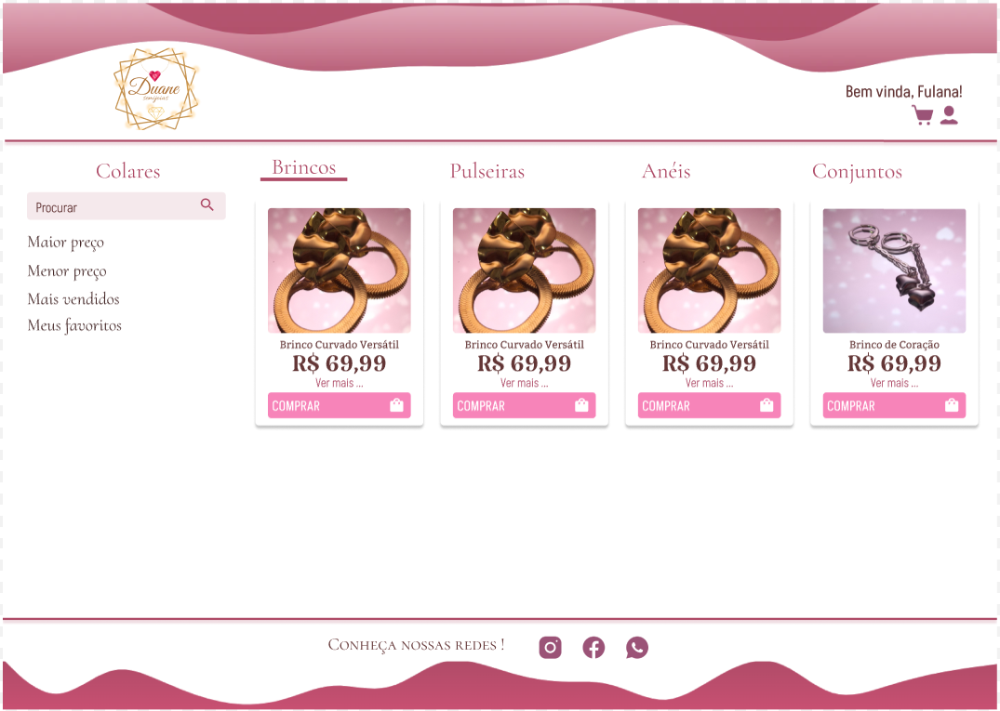 Duane
semijoias
Bem vinda, Fulana!
Colares
Brincos
Pulseiras
Anéis
Conjuntos
Procurar
Maior preço
Menor preço
Mais vendidos
Meus favoritos
Brinco Curvado Versátil
R$ 69,99
Ver mais ...
COMPRAR
Brinco Curvado Versátil
R$ 69,99
Ver mais ...
COMPRAR
Brinco Curvado Versátil
R$ 69,99
Ver mais ...
COMPRAR
Brinco de Coração
R$ 69,99
Ver mais ...
COMPRAR
Conheça nossas redes !